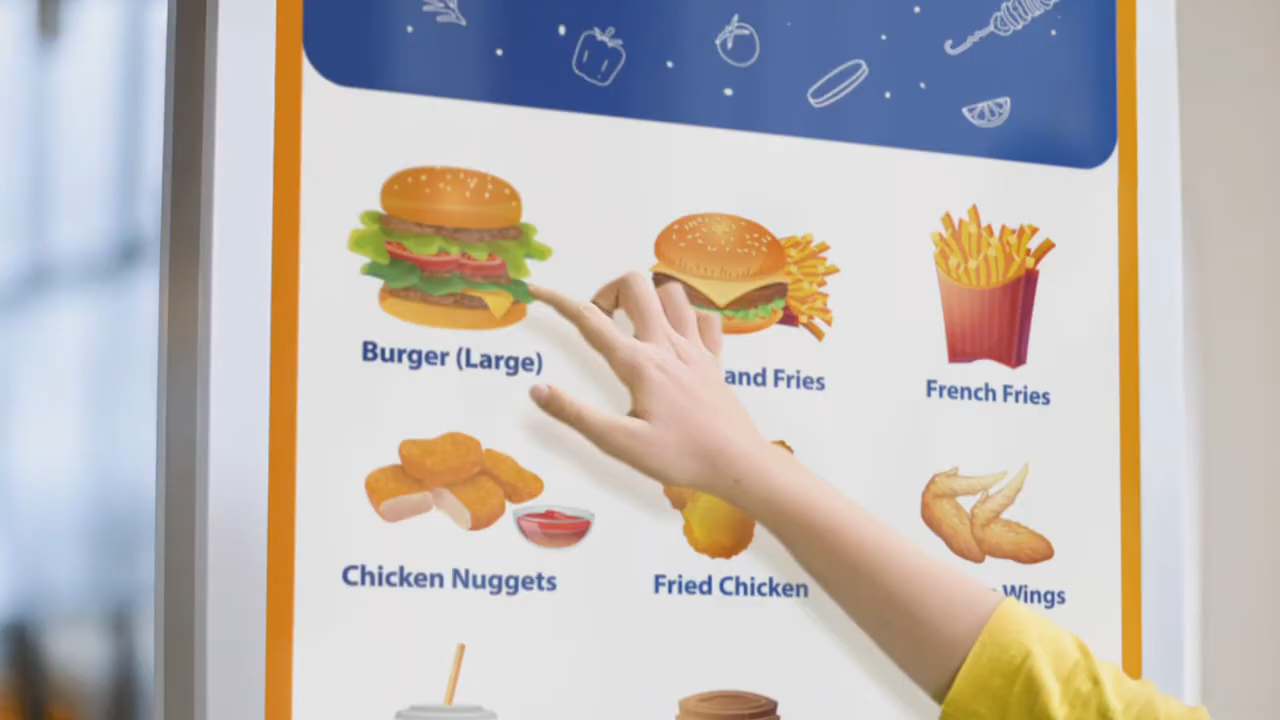 Burger (Large)
and Fries
French Fries
Chicken Nuggets
Fried Chicken
Wings